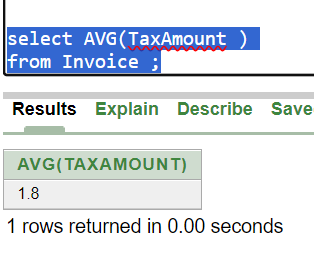 select AVG(TaxAmount )
from Invoice ;
Results Explain Describe Save
AVG(TAXAMOUNT)
1.8
1 rows returned in 0.00 seconds